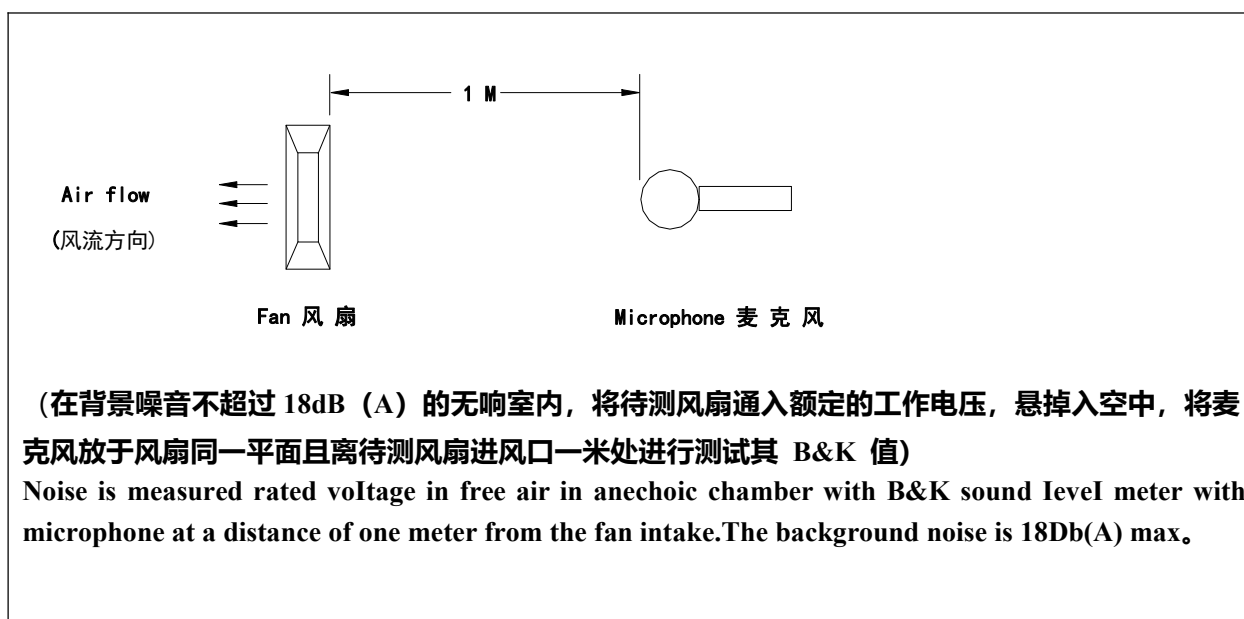 1 M
Air flow
(风流方向)
Fan 风 扇
Microphone 麦 克 风
(在背景噪音不超过 18dB（A）的无响室内，将待测风扇通入额定的工作电压，悬掉入空中，将麦
克风放于风扇同一平面且离待测风扇进风口一米处进行测试其 B&K 值)
Noise is measured rated voItage in free air in anechoic chamber with B&K sound IeveI meter with
microphone at a distance of one meter from the fan intake.The background noise is 18Db(A) max。